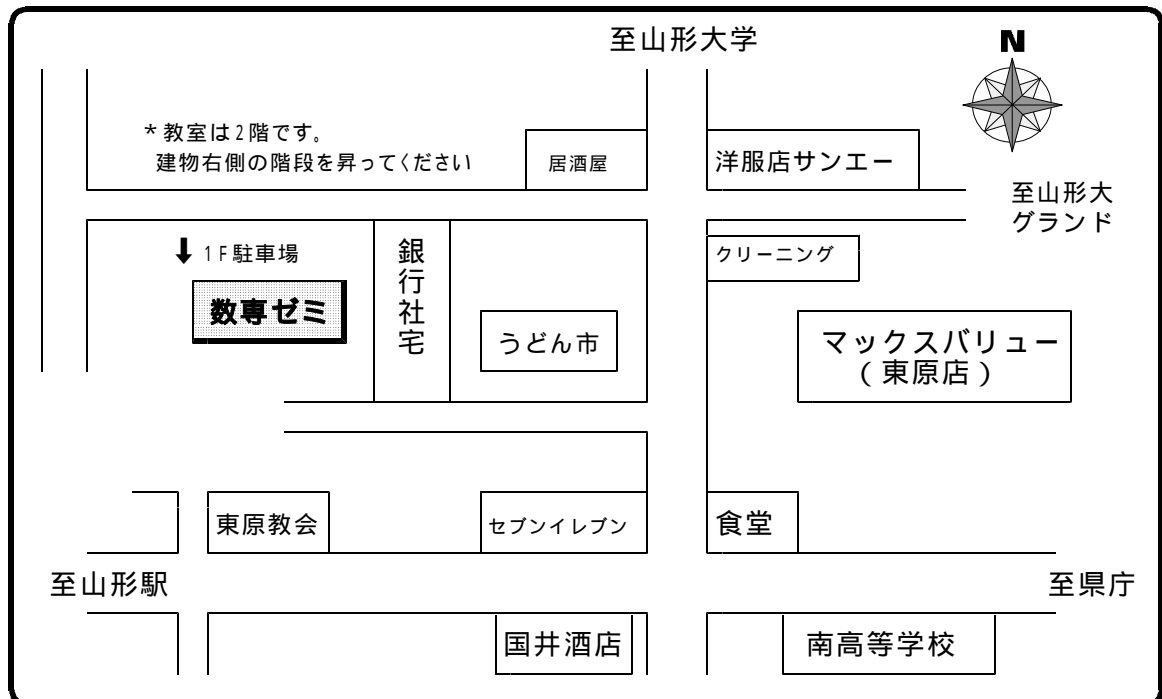 至山形大学
N
*教室は2階です。
建物右側の階段を昇ってください
居酒屋
洋服店サンエー
至山形大
グランド
↓1F駐車場
銀行社宅
クリーニング
数専ゼミ
うどん市
マックスバリュー
(東原店)
東原教会
セブンイレブン
食堂
至山形駅
至県庁
国井酒店
南高等学校